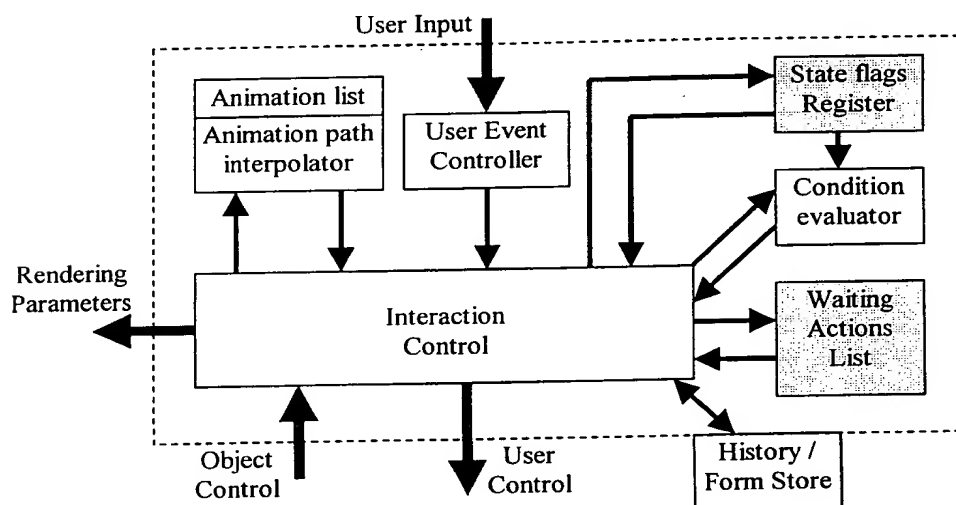 User Input
Animation list
Animation path
interpolator
User Event
Controller
State flags
Register
Condition
evaluator
Rendering
Parameters
Interaction
Control
Waiting
Actions
List
Object
Control
User
Control
History /
Form Store